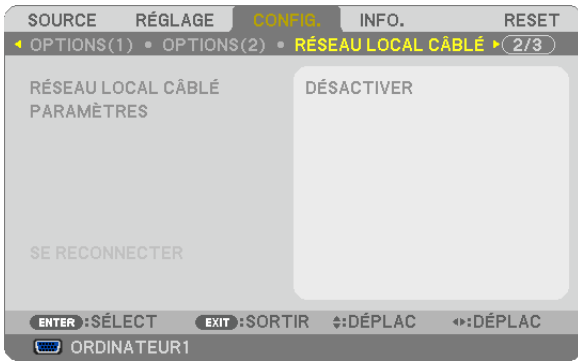 SOURCE RÉGLAGE CONFIG. INFO. RESET
OPTIONS(1) • OPTIONS(2) • RÉSEAU LOCAL CÂBLÉ 2/3
RÉSEAU LOCAL CÂBLÉ DÉSACTIVER
PARAMÈTRES
SE RECONNECTER
ENTER :SÉLECT EXIT :SORTIR :DÉPLAC :DÉPLAC
ORDINATEUR1